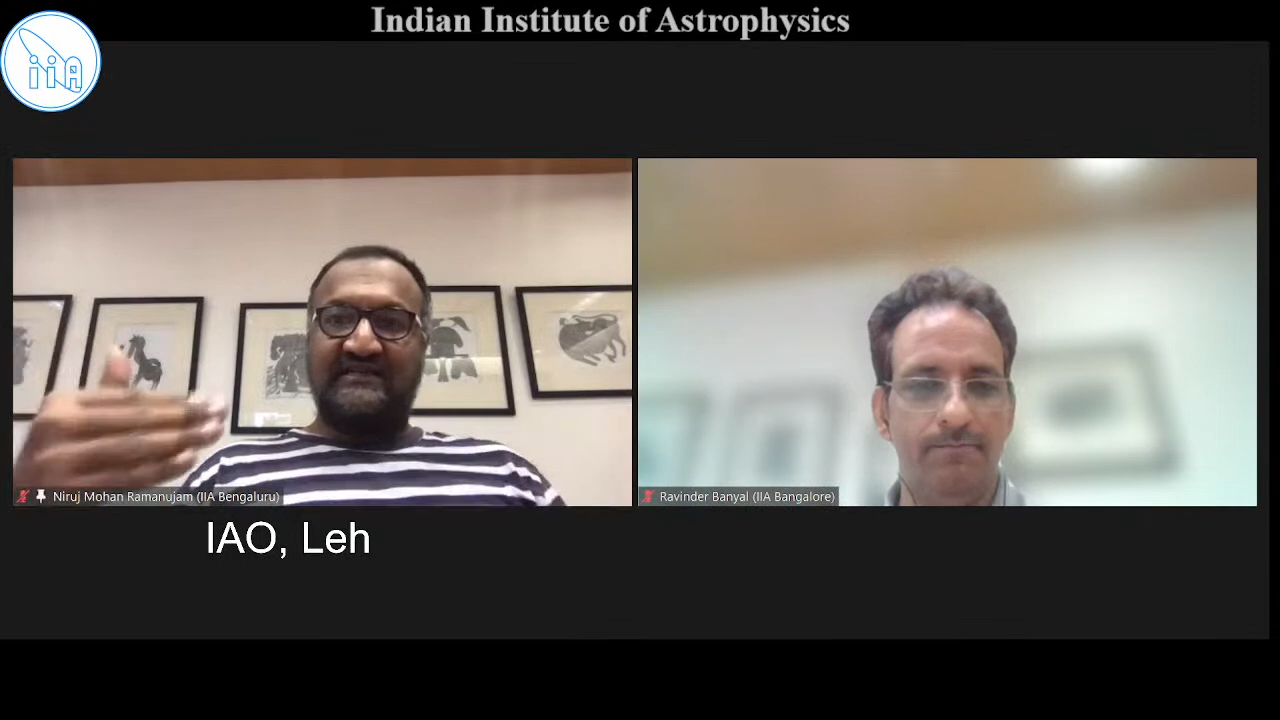 Indian Institute of Astrophysics
iiA
Niruj Mohan Ramanujam (IIA Bengaluru)
Ravinder Banyal (IIA Bangalore)
IAO, Leh